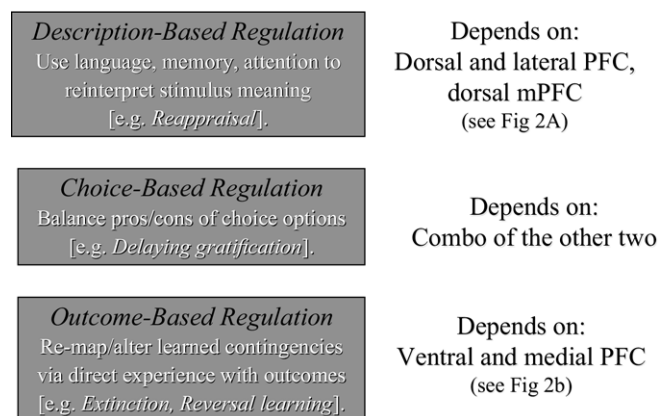 Description-Based Regulation
Use language, memory, attention to
reinterpret stimulus meaning
[e.g. Reappraisal].
Depends on:
Dorsal and lateral PFC,
dorsal mPFC
(see Fig 2A)
Choice-Based Regulation
Balance pros/cons of choice options
[e.g. Delaying gratification].
Depends on:
Combo of the other two
Outcome-Based Regulation
Re-map/alter learned contingencies
via direct experience with outcomes
[e.g. Extinction, Reversal learning].
Depends on:
Ventral and medial PFC
(see Fig 2b)